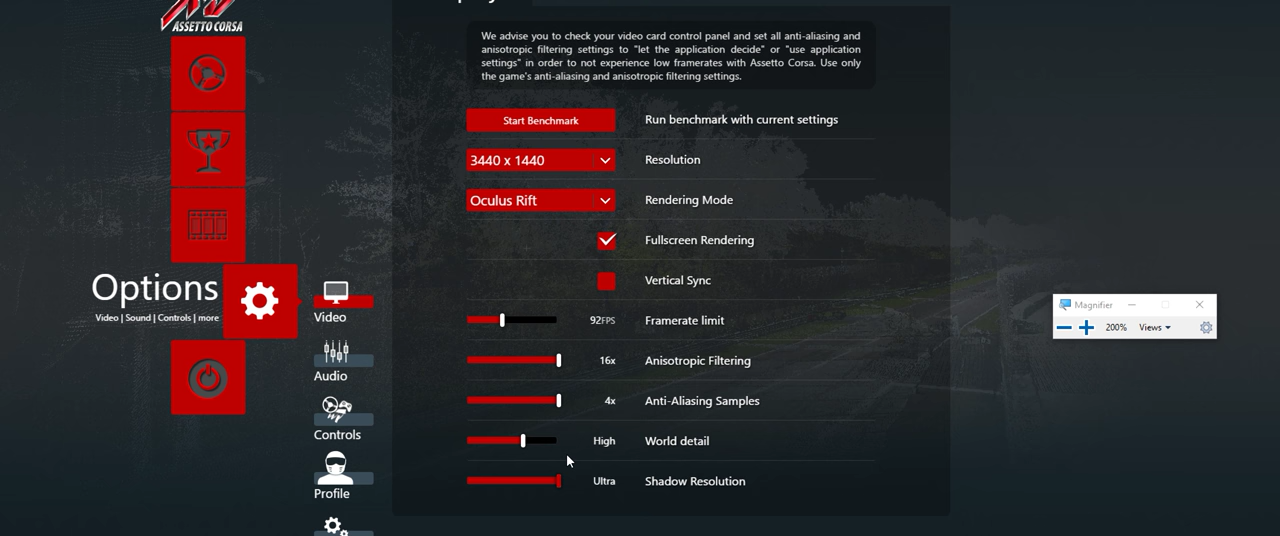 ASSETTO CORSA
We advise you to check your video card control panel and set all anti-aliasing and
anisotropic filtering settings to "let the application decide" or "use application
settings" in order to not experience low framerates with Assetto Corsa. Use only
the game's anti-aliasing and anisotropic filtering settings.
Start Benchmark Run benchmark with current settings
3440 x 1440 Resolution
Oculus Rift Rendering Mode
Fullscreen Rendering
Vertical Sync
92FPS Framerate limit
16x Anisotropic Filtering
4x Anti-Aliasing Samples
High World detail
Ultra Shadow Resolution
Options
Video | Sound | Controls | more
Video
Audio
Controls
Profile
Magnifier
200% Views